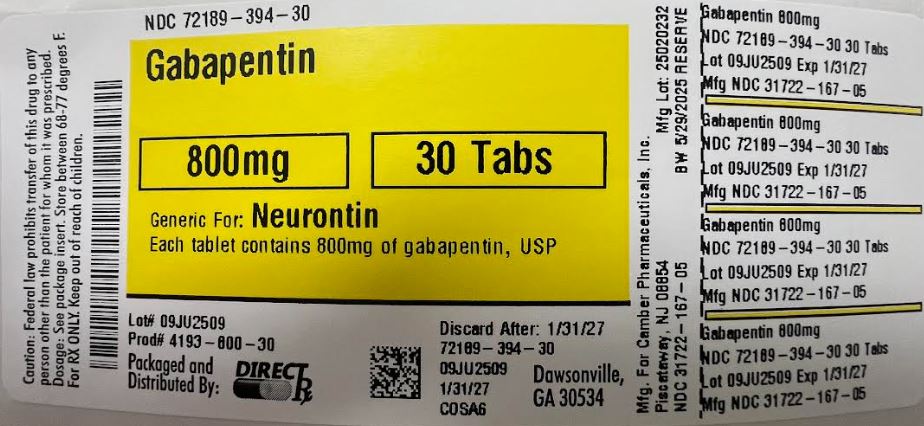 Caution: Federal law prohibits transfer of this drug to any
person other than the patient for whom it was prescribed.
Dosage: See package insert. Store between 68-77 degrees F.
For RX ONLY. Keep out of reach of children.
NDC 72189-394-30
Gabapentin
800mg
30 Tabs
Generic For: Neurontin
Each tablet contains 800mg of gabapentin, USP
Lot# 09JU2509
Prod# 4193-800-30
Packaged and
Distributed By:
DIRECT Rx
Discard After: 1/31/27
72189-394-30
09JU2509
1/31/27
COSA6
Dawsonville,
GA 30534
Mfg. For Camber Pharmaceuticals, Inc.
Piscataway, NJ 08854
NDC 31722-167-05
Mfg Lot: 25020232
BW 5/29/2025 RESERVE
Gabapentin 800mg
NDC 72189-394-30 30 Tabs
Lot 09JU2509 Exp 1/31/27
Mfg NDC 31722-167-05
Gabapentin 800mg
NDC 72189-394-30 30 Tabs
Lot 09JU2509 Exp 1/31/27
Mfg NDC 31722-167-05
Gabapentin 800mg
NDC 72189-394-30 30 Tabs
Lot 09JU2509 Exp 1/31/27
Mfg NDC 31722-167-05
Gabapentin 800mg
NDC 72189-394-30 30 Tabs
Lot 09JU2509 Exp 1/31/27
Mfg NDC 31722-167-05